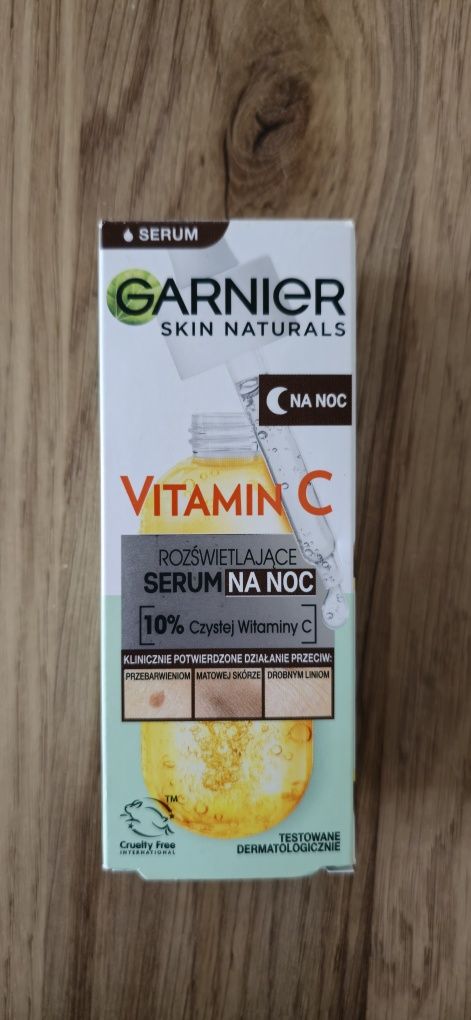 SERUM
GARNIER
SKIN NATURALS
NA NOC
VITAMIN C
ROZŚWIETLAJĄCE
SERUM NA NOC
10% Czystej Witaminy C
KLINICZNIE POTWIERDZONE DZIAŁANIE PRZECIW:
PRZEBARWIENIOM MATOWEJ SKÓRZE DROBNYM LINIOM
TM
Cruelty Free
INTERNATIONAL
TESTOWANE
DERMATOLOGICZNIE